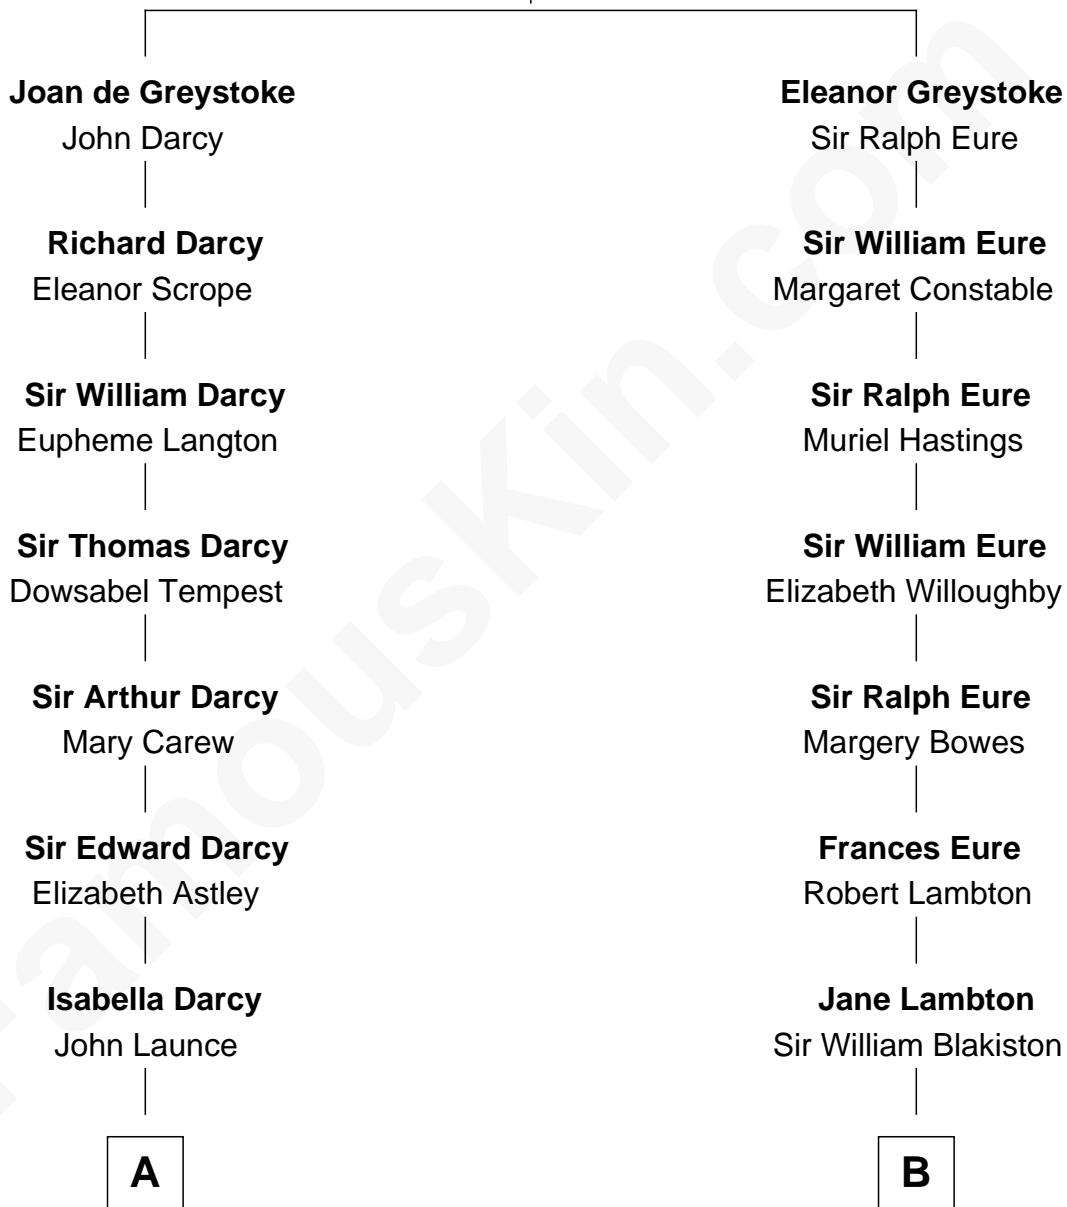 Joan de Greystoke
John Darcy
Eleanor Greystoke
Sir Ralph Eure
Richard Darcy
Eleanor Scrope
Sir William Eure
Margaret Constable
Sir William Darcy
Eupheme Langton
Sir Ralph Eure
Muriel Hastings
Sir Thomas Darcy
Dowsabel Tempest
Sir William Eure
Elizabeth Willoughby
Sir Arthur Darcy
Mary Carew
Sir Ralph Eure
Margery Bowes
Sir Edward Darcy
Elizabeth Astley
Frances Eure
Robert Lambton
Isabella Darcy
John Launce
Jane Lambton
Sir William Blakiston
A
B
FamousKin.com